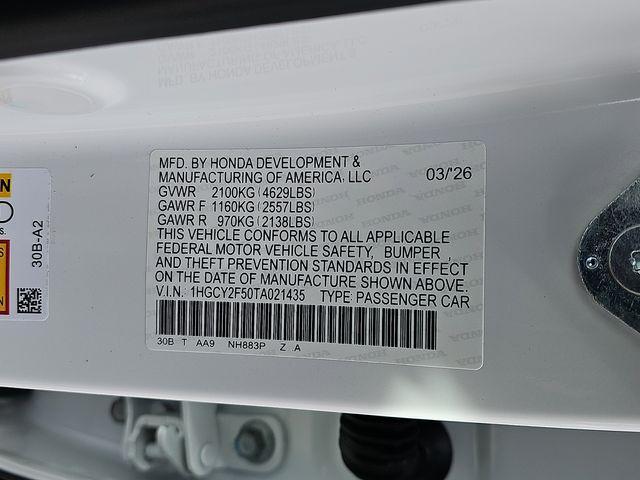 MFD. BY HONDA DEVELOPMENT &
MANUFACTURING OF AMERICA, LLC 03/'26
GVWR 2100KG (4629LBS)
GAWR F 1160KG (2557LBS)
GAWR R 970KG (2138LBS)
THIS VEHICLE CONFORMS TO ALL APPLICABLE
FEDERAL MOTOR VEHICLE SAFETY, BUMPER,
AND THEFT PREVENTION STANDARDS IN EFFECT
ON THE DATE OF MANUFACTURE SHOWN ABOVE.
V.I.N. 1HGCY2F50TA021435 TYPE: PASSENGER CAR
30B T AA9 NH883P Z A
30B-A2